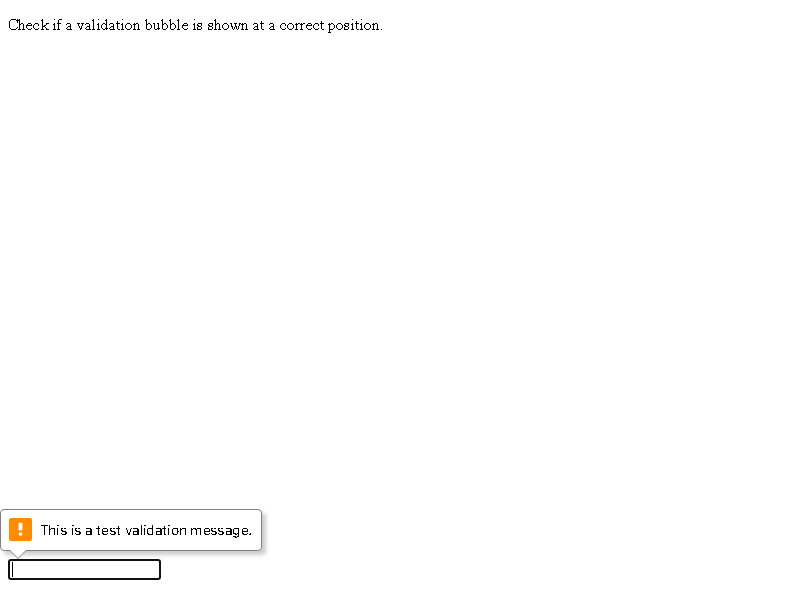 Check if a validation bubble is shown at a correct position.
This is a test validation message.